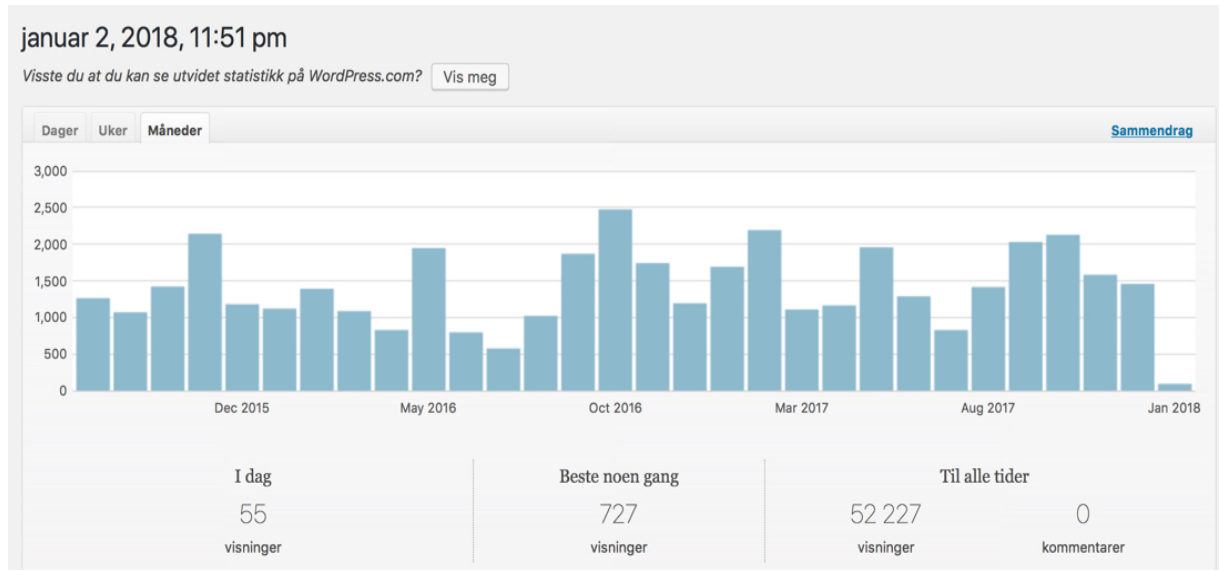 januar 2, 2018, 11:51 pm
Visste du at du kan se utvidet statistikk på WordPress.com? Vis meg
Dager Uker Måneder Sammendrag
3,000
2,500
2,000
1,500
1,000
500
0
Dec 2015 May 2016 Oct 2016 Mar 2017 Aug 2017 Jan 2018
I dag Beste noen gang Til alle tider
55 727 52 227 0
visninger visninger visninger kommentarer